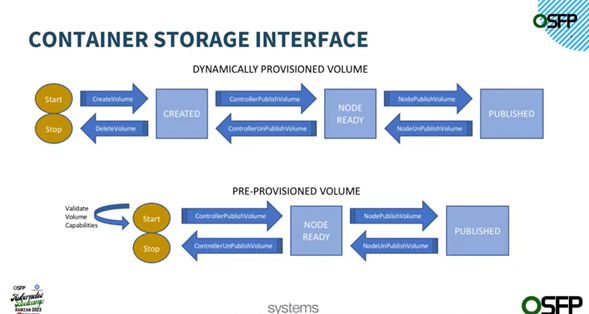 OSFP
CONTAINER STORAGE INTERFACE
DYNAMICALLY PROVISIONED VOLUME
Start
Stop
CreateVolume
DeleteVolume
CREATED
ControllerPublishVolume
ControllerUnPublishVolume
NODE
READY
NodePublishVolume
NodeUnPublishVolume
PUBLISHED
PRE-PROVISIONED VOLUME
Validate
Volume
Capabilities
Start
Stop
ControllerPublishVolume
ControllerUnPublishVolume
NODE
READY
NodePublishVolume
NodeUnPublishVolume
PUBLISHED
OSFP
Kubernetes
Bootcamp
RAMZAN 2023
systems
OSFP